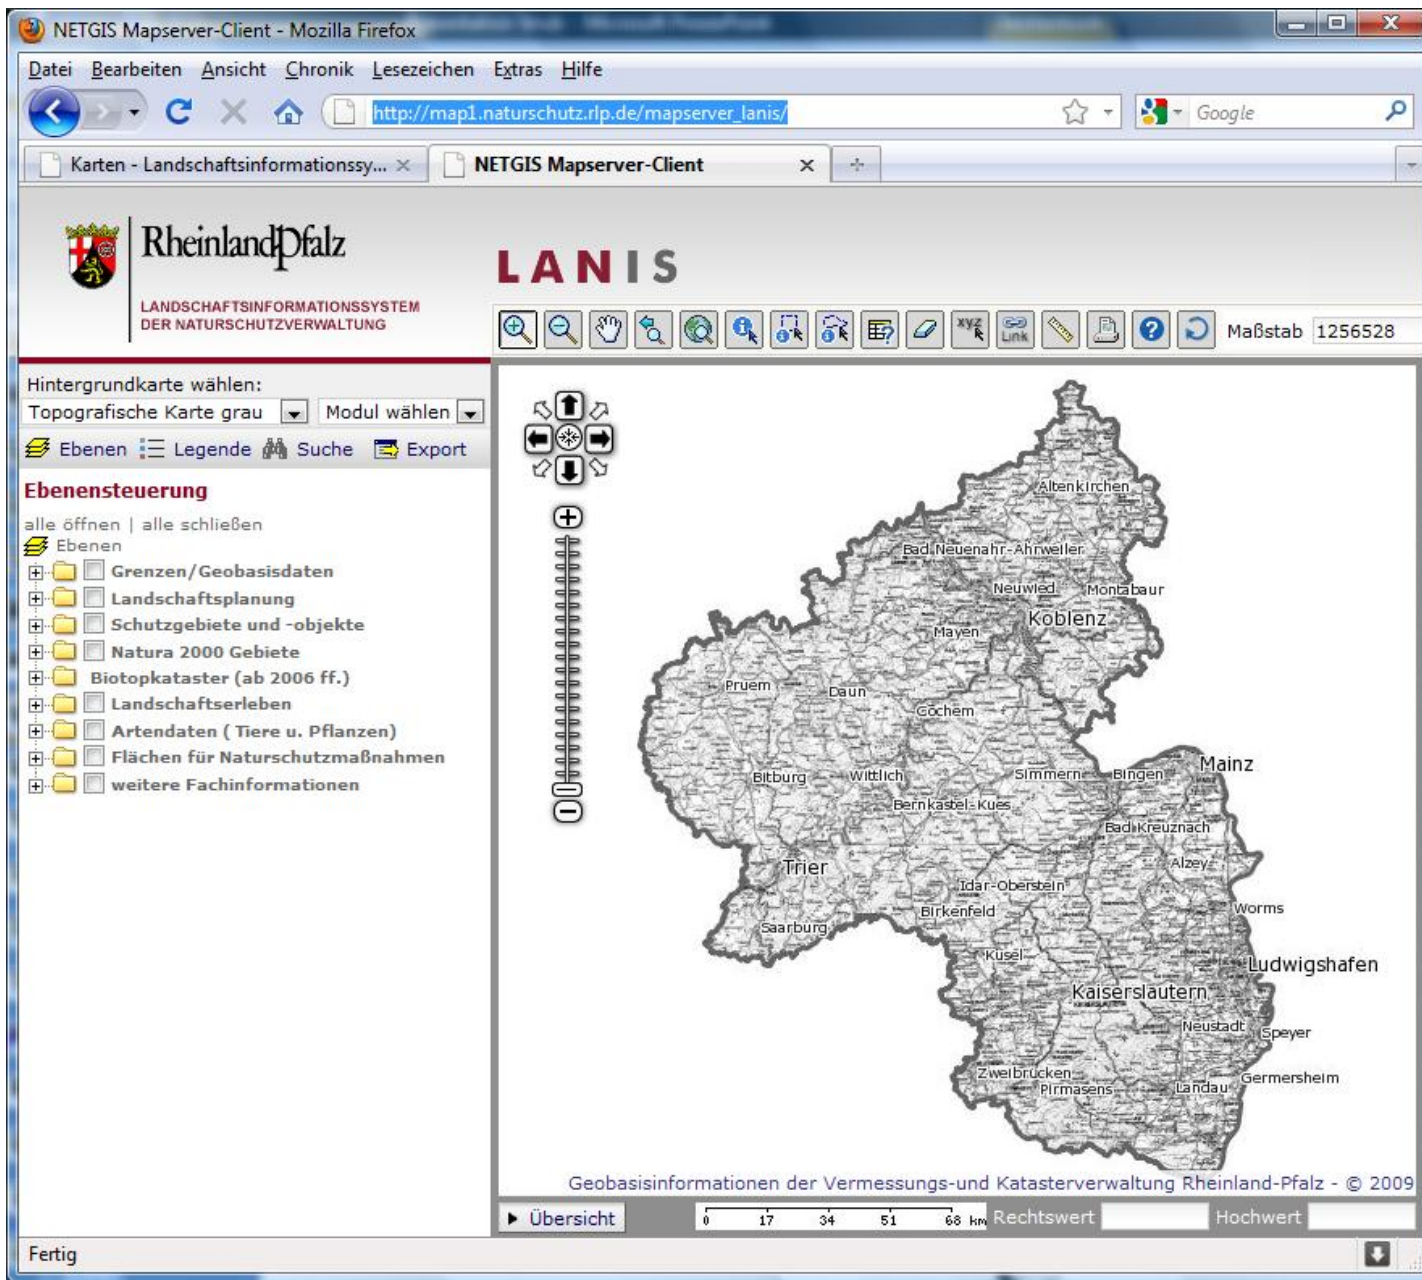 NETGIS Mapserver-Client - Mozilla Firefox
Datei Bearbeiten Ansicht Chronik Lesezeichen Extras Hilfe
http://map1.naturschutz.rlp.de/mapserver_lanis/
Google
Karten - Landschaftsinformationssy...
NETGIS Mapserver-Client
RheinlandPfalz
LANDSCHAFTSINFORMATIONSSYSTEM
DER NATURSCHUTZVERWALTUNG
LANIS
xyz
Link
Maßstab 1256528
Hintergrundkarte wählen:
Topografische Karte grau Modul wählen
Ebenen Legende Suche Export
Ebenensteuerung
alle öffnen | alle schließen
Ebenen
Grenzen/Geobasisdaten
Landschaftsplanung
Schutzgebiete und -objekte
Natura 2000 Gebiete
Biotopkataster (ab 2006 ff.)
Landschaftserleben
Artendaten ( Tiere u. Pflanzen)
Flächen für Naturschutzmaßnahmen
weitere Fachinformationen
Altenkirchen
Bad Neuenahr-Ahrweiler
Neuwied Montabaur
Koblenz
Mayen
Pruem Daun
Cochem
Mainz
Bitburg Wittlich Simmern Bingen
Bernkastel-Kues
Bad Kreuznach
Trier Alzey
Idar-Oberstein
Birkenfeld Worms
Saarburg
Kusel Ludwigshafen
Kaiserslautern
Neustadt Speyer
Zweibrücken Germersheim
Pirmasens Landau
Geobasisinformationen der Vermessungs-und Katasterverwaltung Rheinland-Pfalz - © 2009
Übersicht 0 17 34 51 68 km Rechtswert Hochwert
Fertig